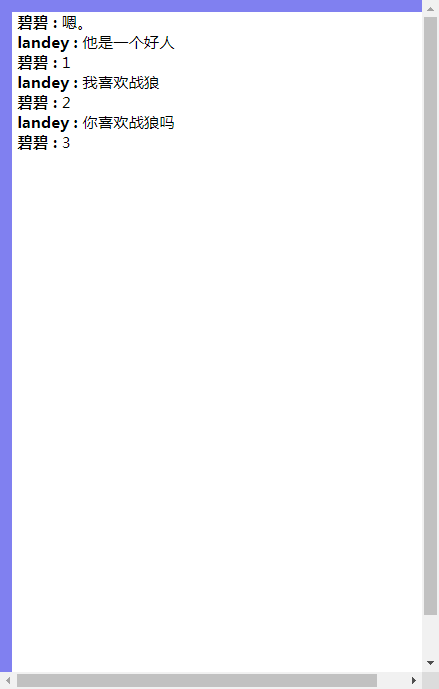 碧碧 : 嗯。
landey : 他是一个好人
碧碧 : 1
landey : 我喜欢战狼
碧碧 : 2
landey : 你喜欢战狼吗
碧碧 : 3